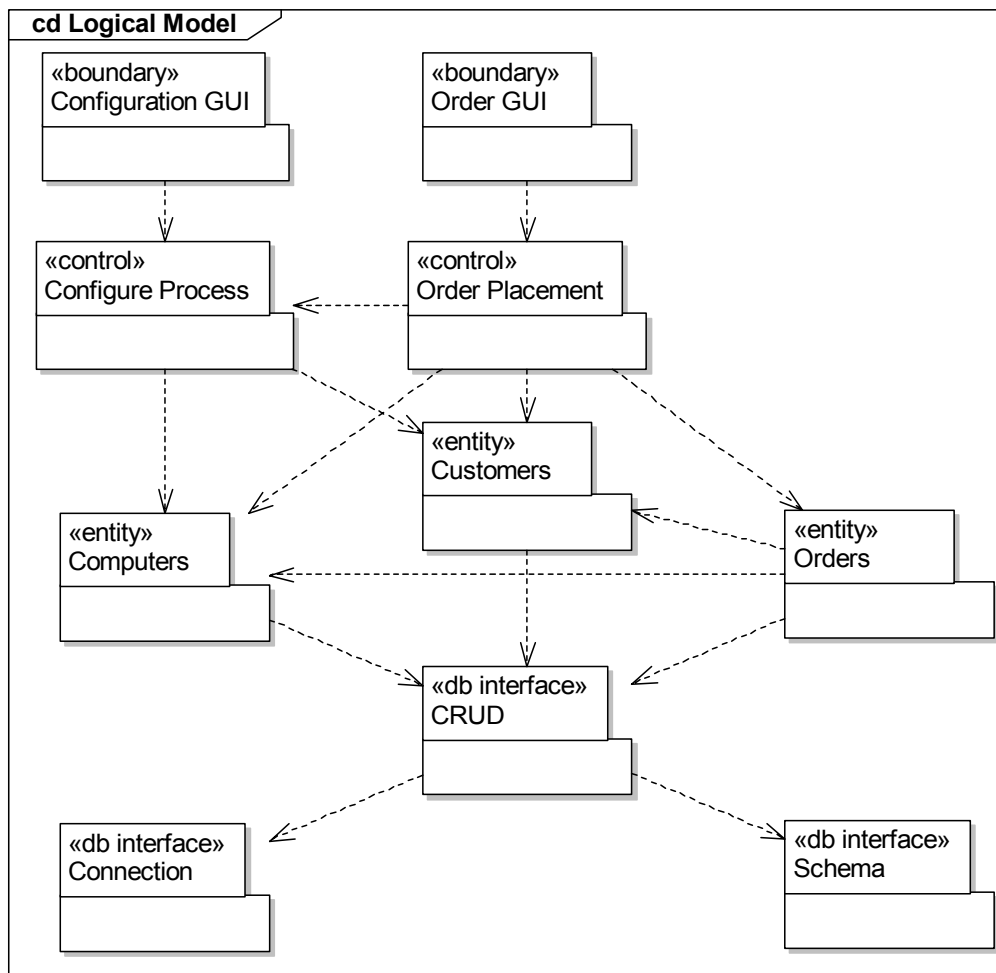 cd Logical Model
«boundary»
Configuration GUI
«boundary»
Order GUI
«control»
Configure Process
«control»
Order Placement
«entity»
Customers
«entity»
Computers
«entity»
Orders
«db interface»
CRUD
«db interface»
Connection
«db interface»
Schema